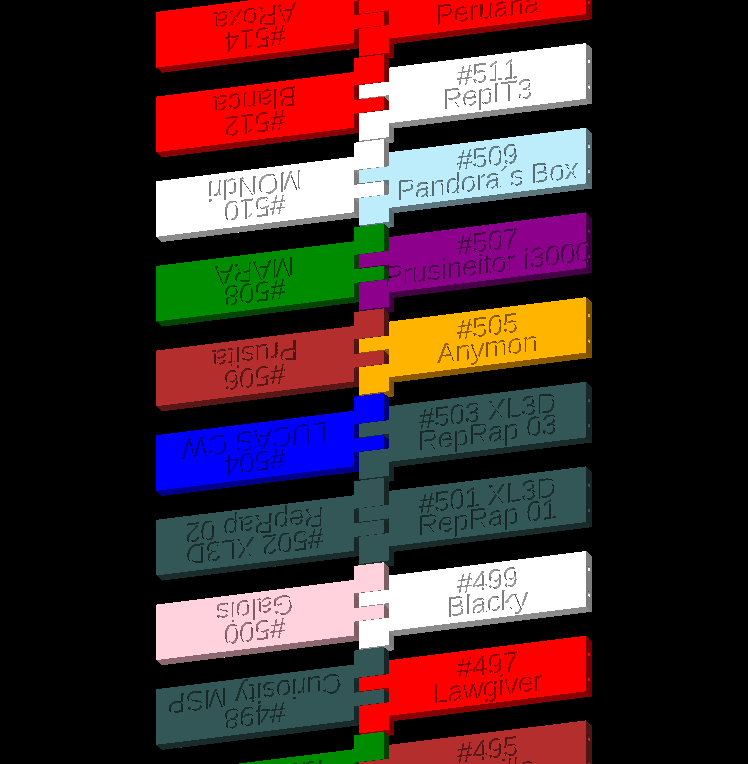 Peruana
#514
ARoxa
#511
RepIT3
#512
Blanca
#509
Pandora´s Box
#510
MONdri
#507
Prusineitor i3000
#508
MARA
#505
Anymon
#506
Prusita
#503 XL3D
RepRap 03
#504
LUCAS CW
#501 XL3D
RepRap 01
#502 XL3D
RepRap 02
#499
Blacky
#500
Galois
#497
Lawgiver
#498
Curiosity MSP
#495